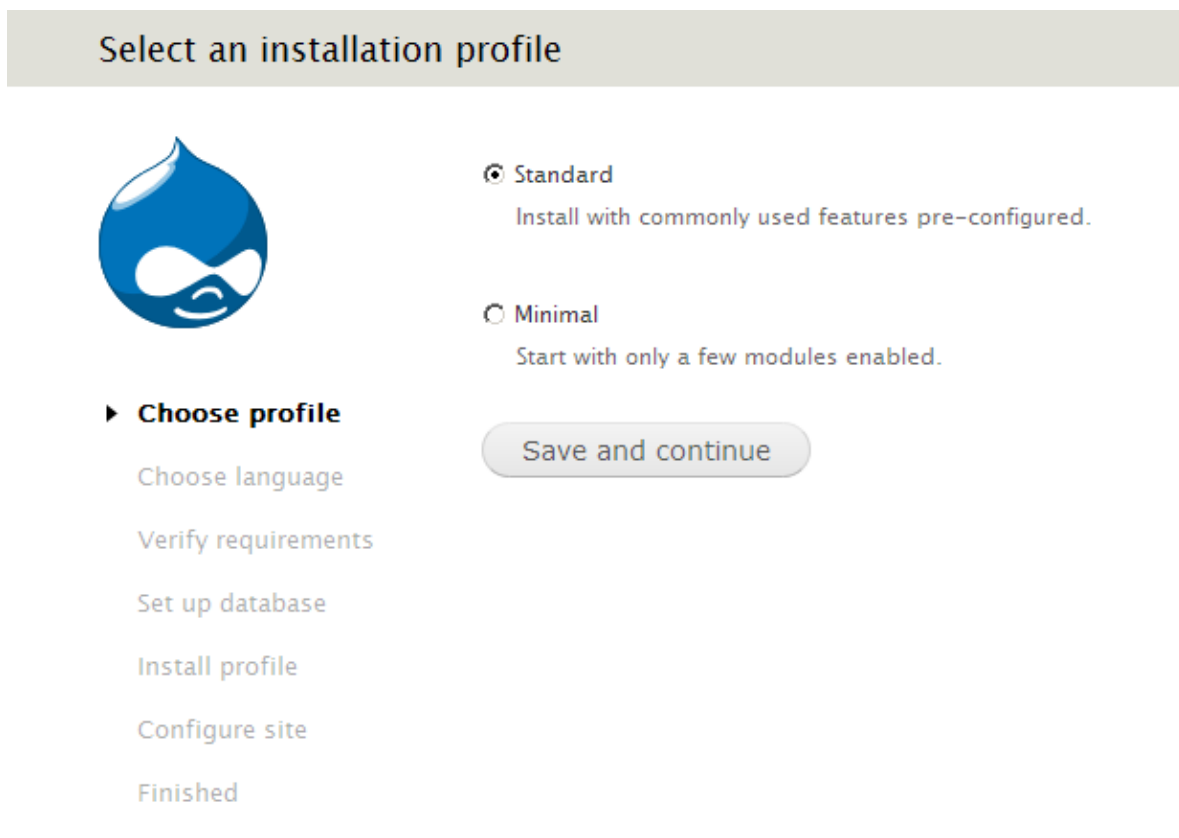 Select an installation profile
Standard
Install with commonly used features pre-configured.
Minimal
Start with only a few modules enabled.
Save and continue
Choose profile
Choose language
Verify requirements
Set up database
Install profile
Configure site
Finished